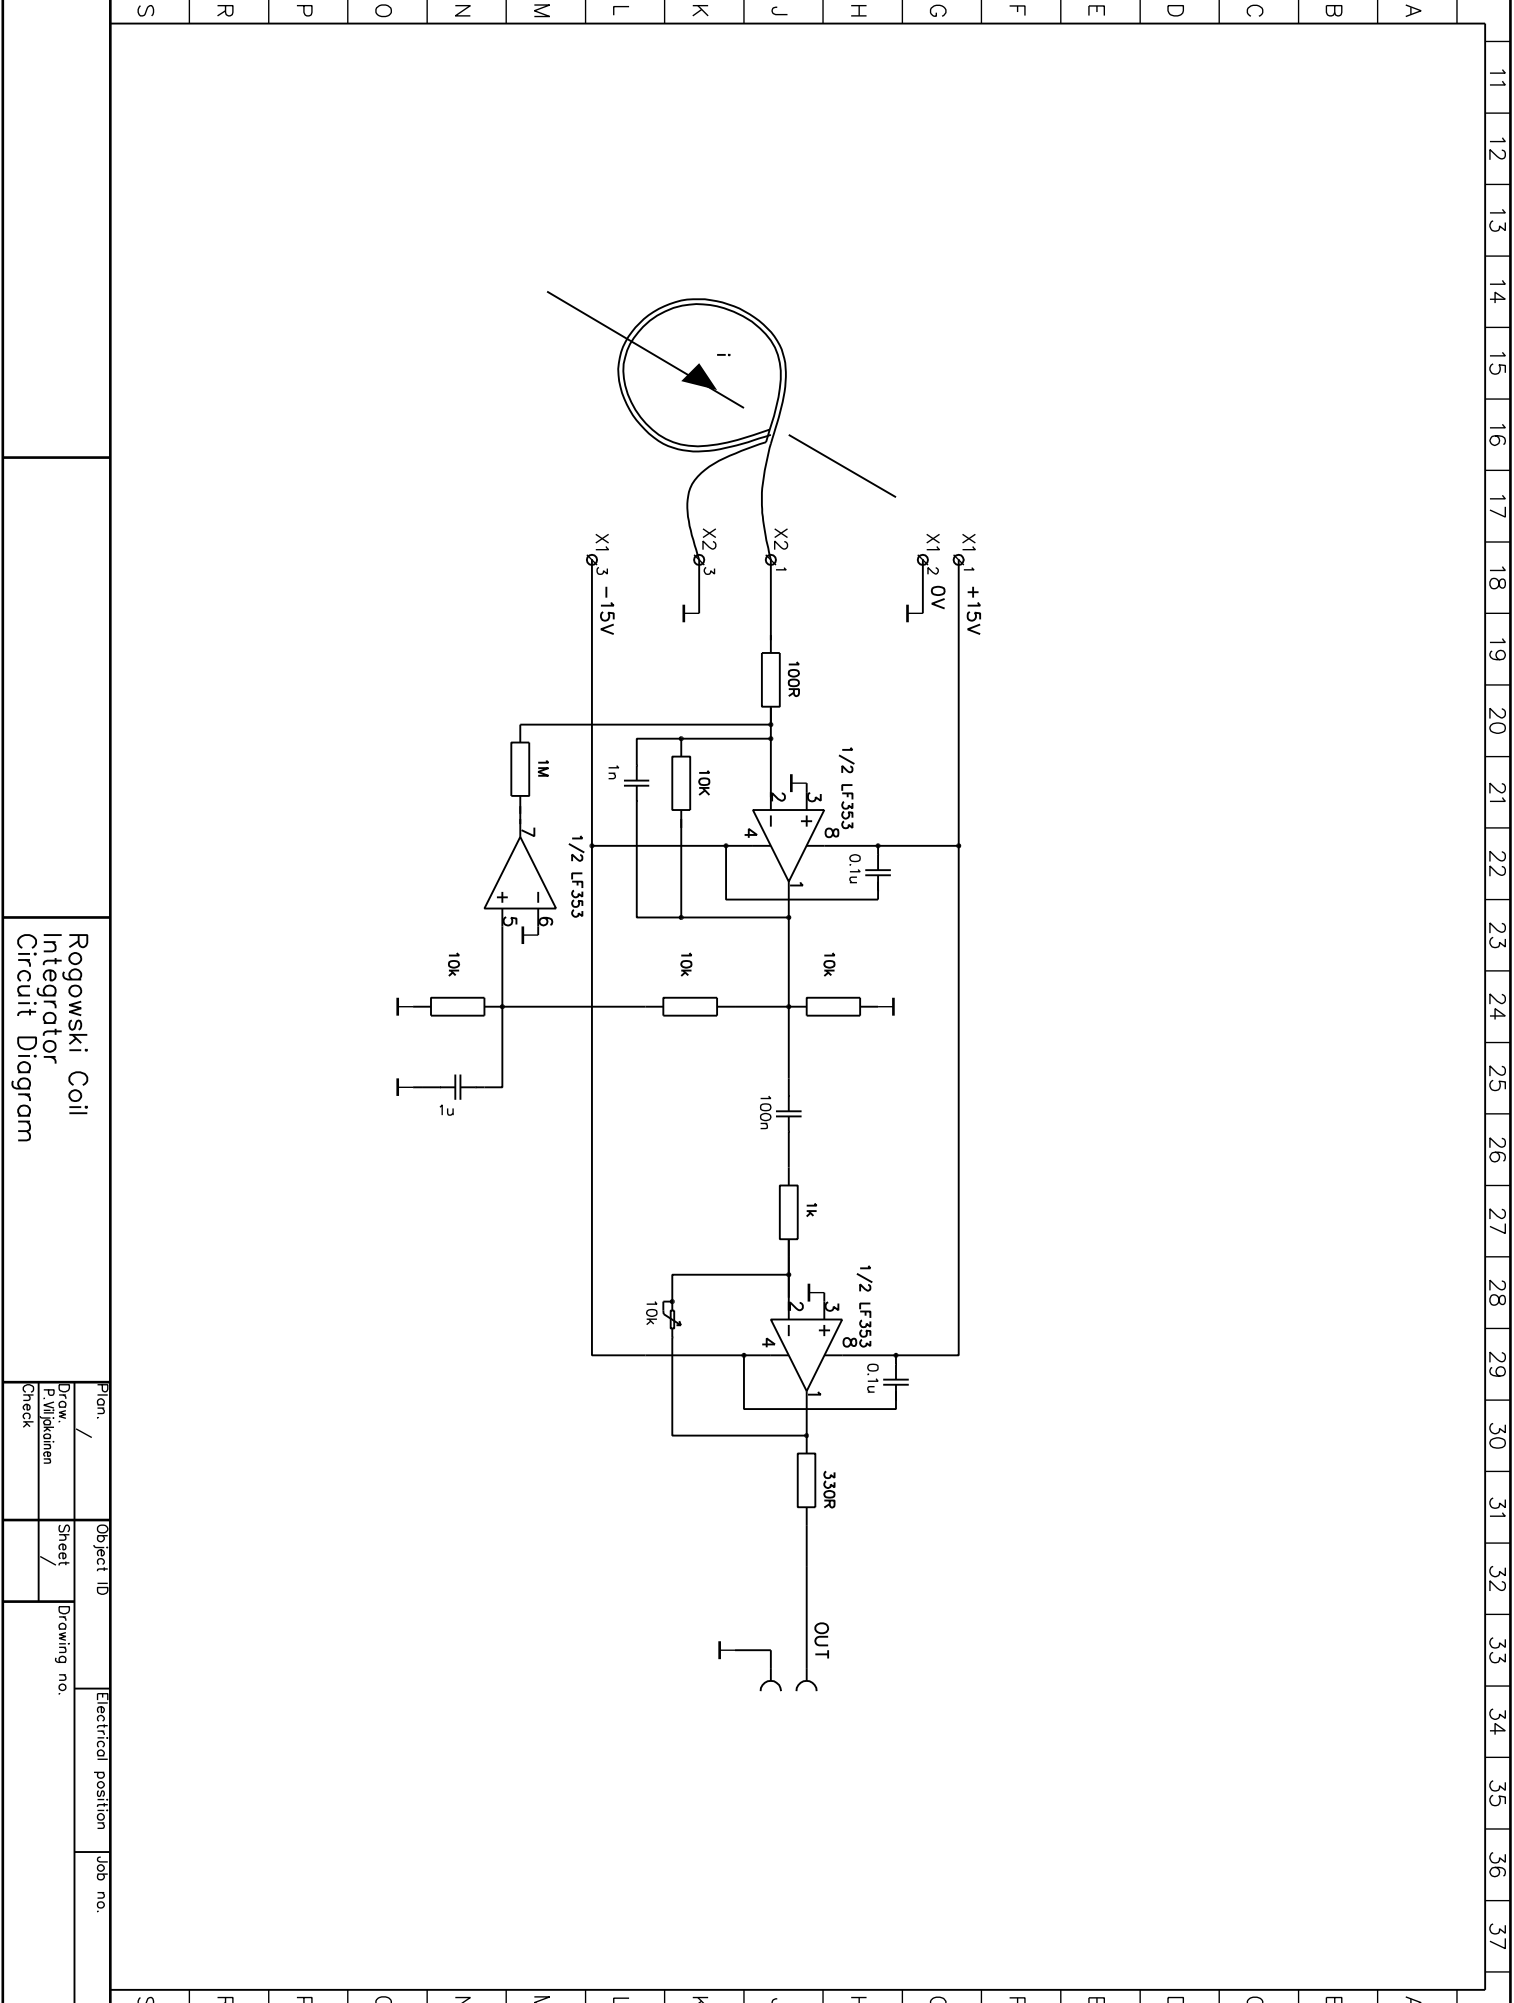 A B C D E F G H J K L M N O P R S
11
12
13
14
15
16
17
18
19
20
21
22
23
24
25
26
27
28
29
30
31
32
33
34
35
36
37
X1 1 +15V
X1 2 0V
i
X2 1
X2 3
X1 3 -15V
100R
1/2 LF353
3
2
+
-
8
4
1
0.1u
10K
1n
1M
7
1/2 LF353
-
+
6
5
10k
10k
10k
1u
100n
1k
1/2 LF353
3
2
+
-
8
4
1
0.1u
10k
330R
OUT
Rogowski Coil
Integrator
Circuit Diagram
Plan.
/
Draw.
P.Viljakainen
Check
Object ID
Sheet
/
Drawing no.
Electrical position
Job no.